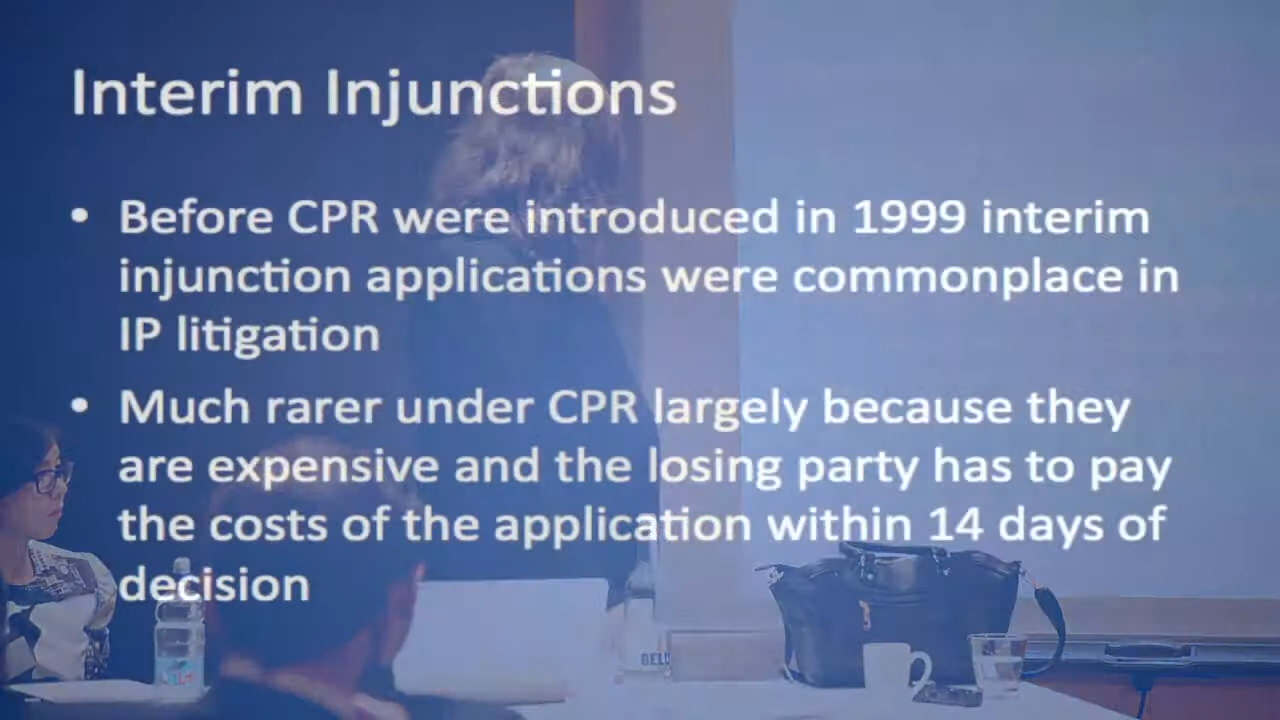 Interim Injunctions
• Before CPR were introduced in 1999 interim
injunction applications were commonplace in
IP litigation
• Much rarer under CPR largely because they
are expensive and the losing party has to pay
the costs of the application within 14 days of
decision